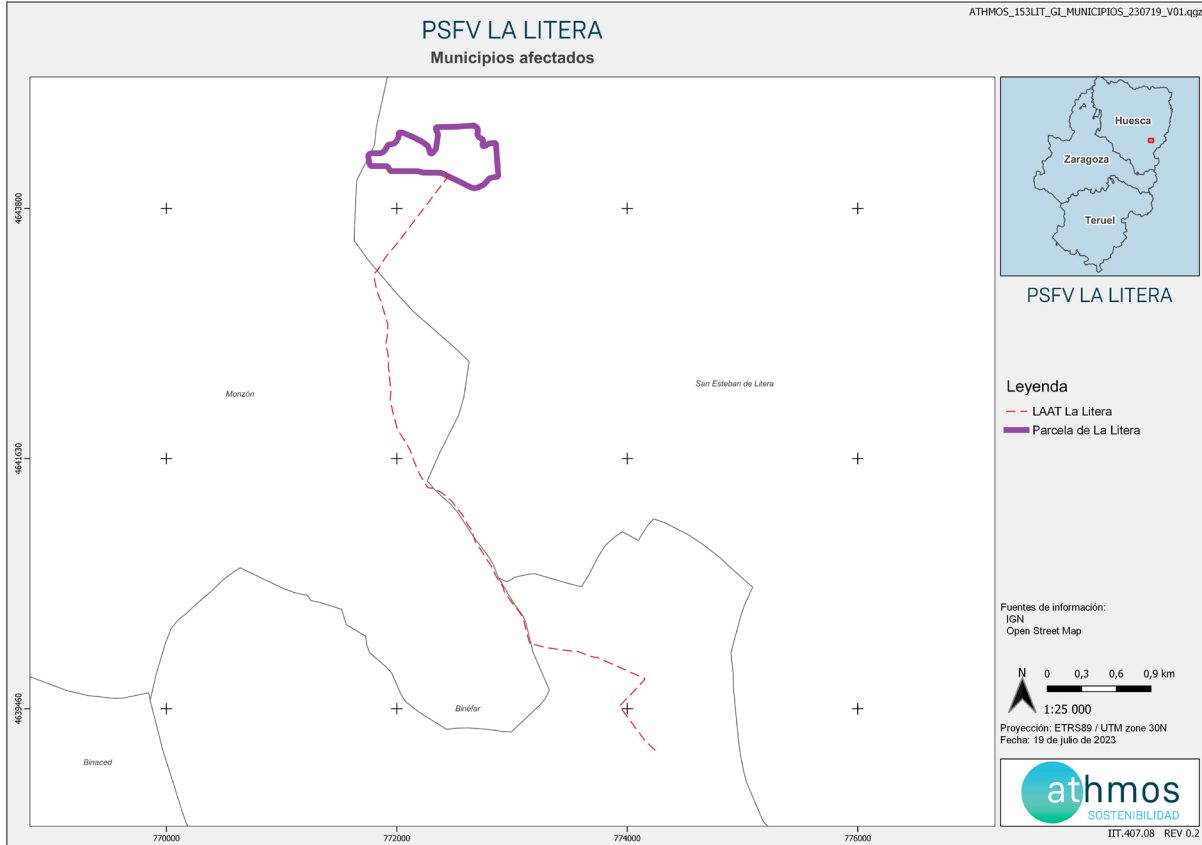 ATHMOS_153LIT_GI_MUNICIPIOS_230719_V01.qgz
PSFV LA LITERA
Municipios afectados
Huesca
Zaragoza
Teruel
PSFV LA LITERA
4643800
4641630
4639460
Monzón
San Esteban de Litera
Binéfar
Binaced
770000
772000
774000
776000
Leyenda
LAAT La Litera
Parcela de La Litera
Fuentes de información:
IGN
Open Street Map
N
0 0,3 0,6 0,9 km
1:25 000
Proyección: ETRS89 / UTM zone 30N
Fecha: 19 de julio de 2023
athmos
SOSTENIBILIDAD
IIT.407.08 REV 0.2